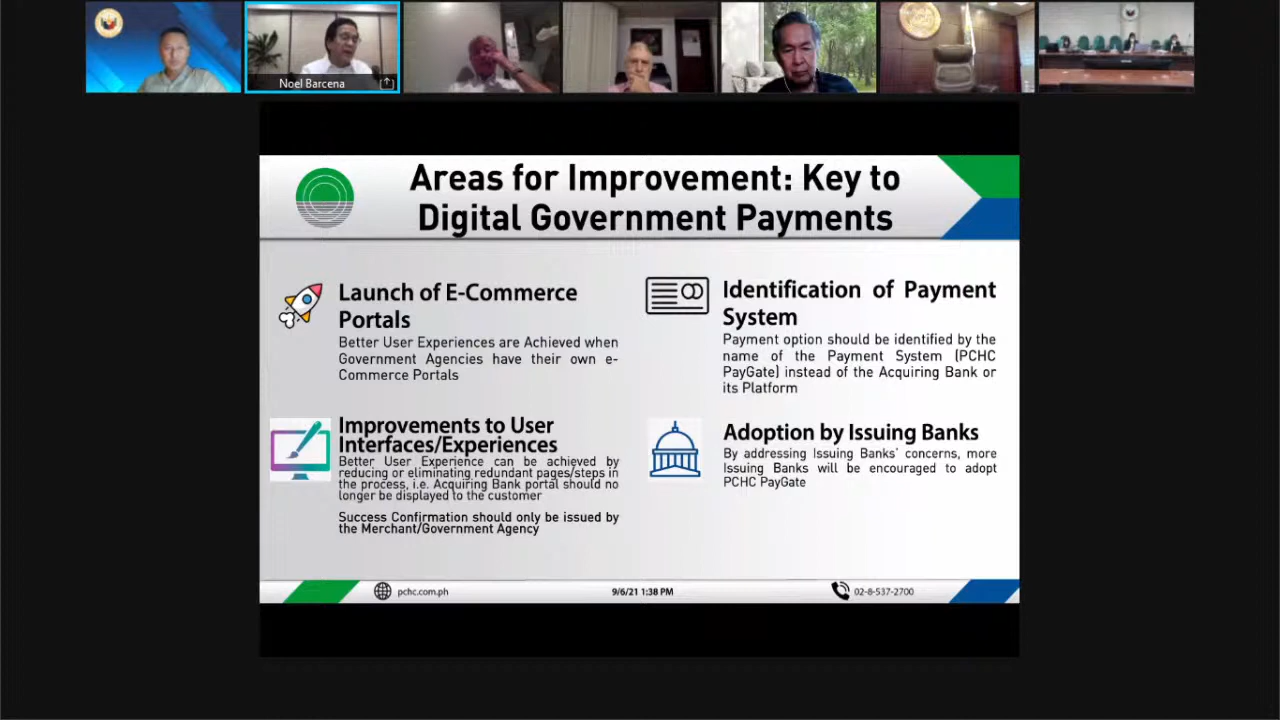 Noel Barcena
Areas for Improvement: Key to
Digital Government Payments
Launch of E-Commerce
Portals
Better User Experiences are Achieved when
Government Agencies have their own e-
Commerce Portals
Improvements to User
Interfaces/Experiences
Better User Experience can be achieved by
reducing or eliminating redundant pages/steps in
the process, i.e. Acquiring Bank portal should no
longer be displayed to the customer
Success Confirmation should only be issued by
the Merchant/Government Agency
Identification of Payment
System
Payment option should be identified by the
name of the Payment System (PCHC
PayGate) instead of the Acquiring Bank or
its Platform
Adoption by Issuing Banks
By addressing Issuing Banks' concerns, more
Issuing Banks will be encouraged to adopt
PCHC PayGate
pchc.com.ph
9/6/21 1:38 PM
02-8-537-2700